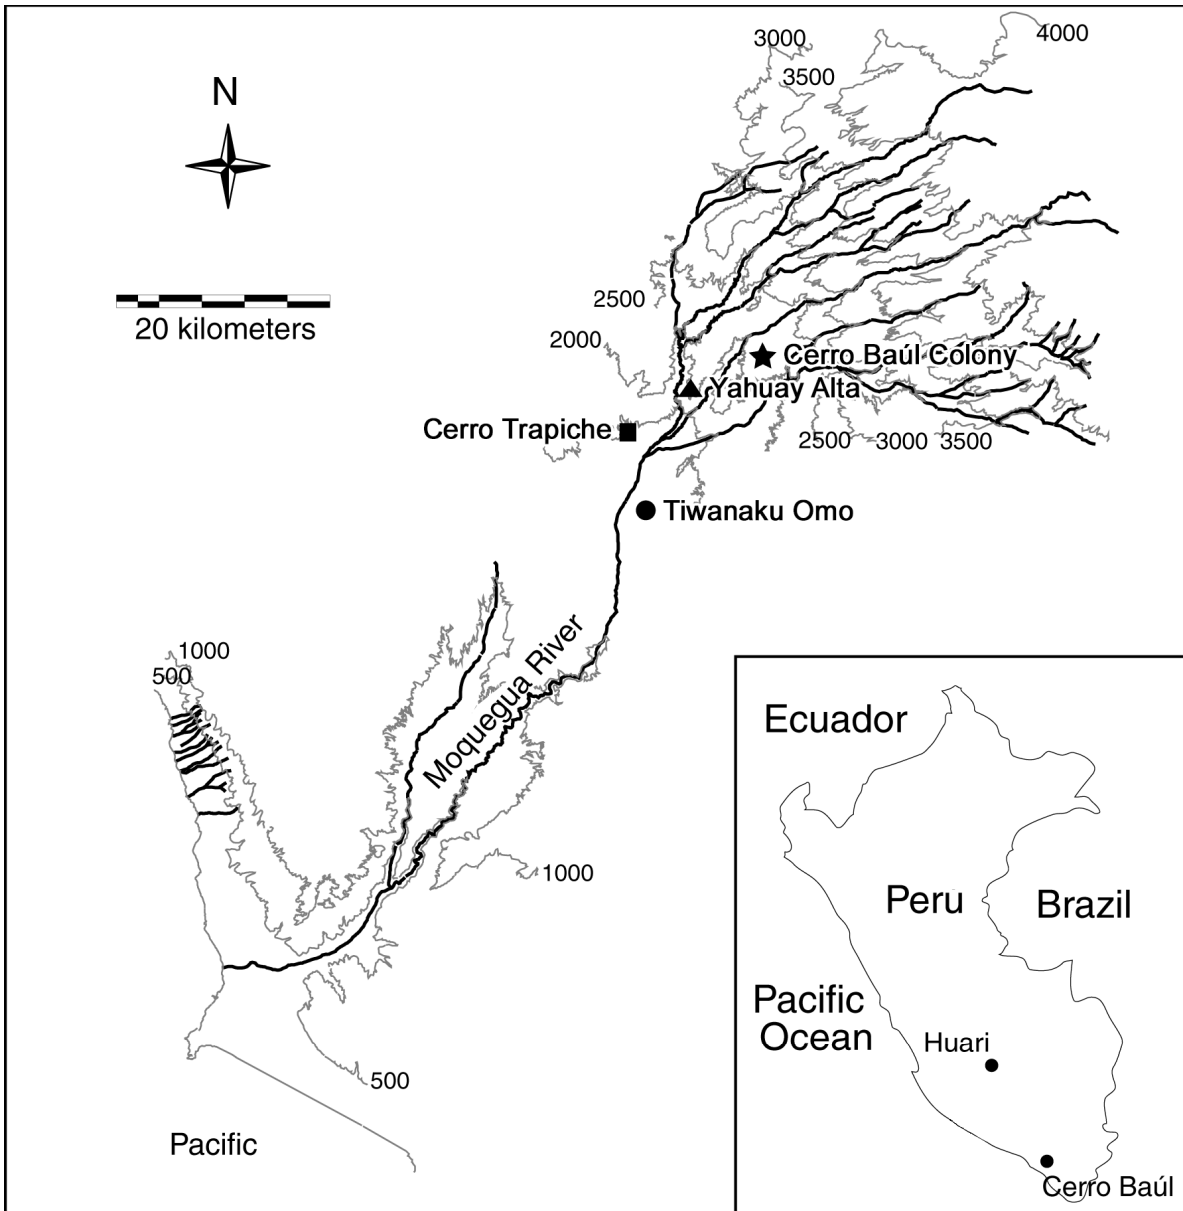 3000
4000
3500
N
2500
20 kilometers
2000
Cerro Baúl Colony
Yahuay Alta
Cerro Trapiche
2500
3000
3500
Tiwanaku Omo
Moquegua River
1000
500
1000
500
Pacific
Ecuador
Peru
Brazil
Pacific
Ocean
Huari
Cerro Baúl